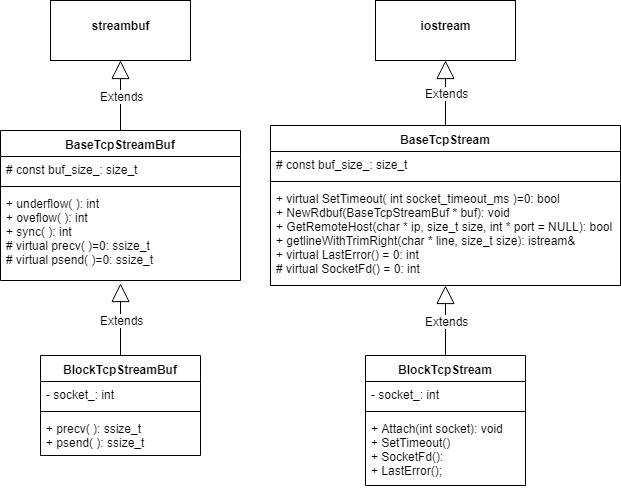 streambuf
Extends
BaseTcpStreamBuf
# const buf_size_: size_t
+ underflow( ): int
+ oveflow( ): int
+ sync( ): int
# virtual precv( )=0: ssize_t
# virtual psend( )=0: ssize_t
Extends
BlockTcpStreamBuf
- socket_: int
+ precv( ): ssize_t
+ psend( ): ssize_t
iostream
Extends
BaseTcpStream
# const buf_size_: size_t
+ virtual SetTimeout( int socket_timeout_ms )=0: bool
+ NewRdbuf(BaseTcpStreamBuf * buf): void
+ GetRemoteHost(char * ip, size_t size, int * port = NULL): bool
+ getlineWithTrimRight(char * line, size_t size): istream&
+ virtual LastError() = 0: int
# virtual SocketFd() = 0: int
Extends
BlockTcpStream
- socket_: int
+ Attach(int socket): void
+ SetTimeout()
+ SocketFd():
+ LastError();